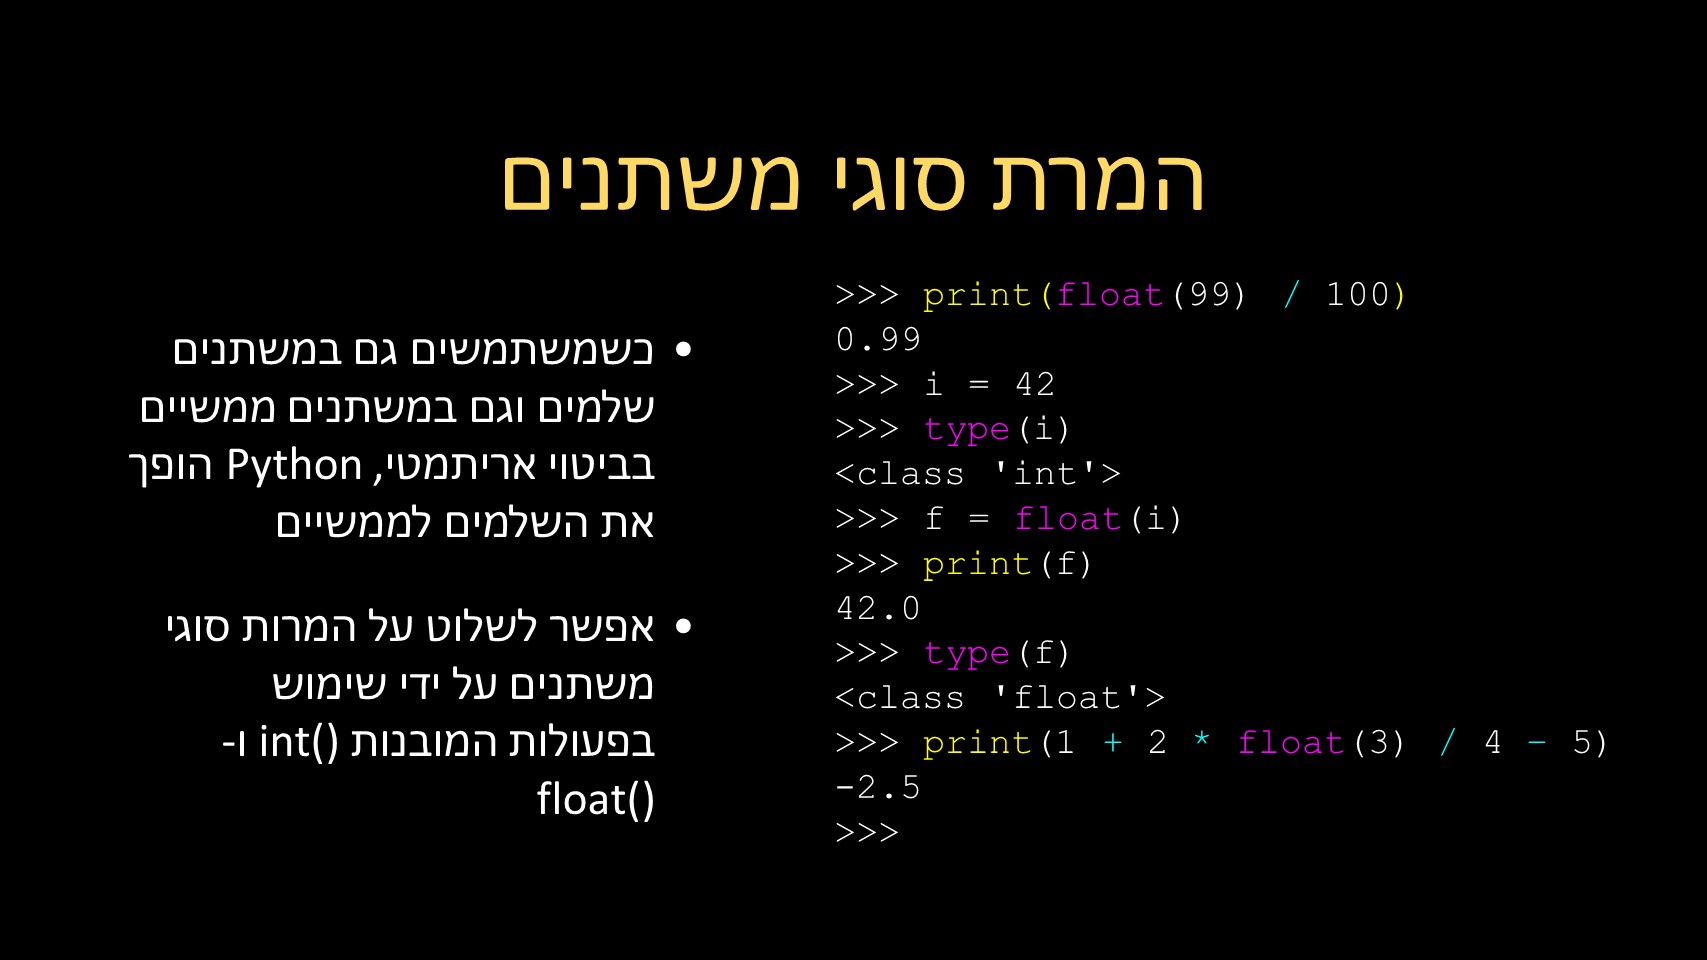 המרת סוגי משתנים
• כשמשתמשים גם במשתנים
שלמים וגם במשתנים ממשיים
בביטוי אריתמטי, Python הופך
את השלמים לממשיים
• אפשר לשלוט על המרות סוגי
משתנים על ידי שימוש
בפעולות המובנות int() ו-
float()
>>> print(float(99) / 100)
0.99
>>> i = 42
>>> type(i)
<class 'int'>
>>> f = float(i)
>>> print(f)
42.0
>>> type(f)
<class 'float'>
>>> print(1 + 2 * float(3) / 4 – 5)
-2.5
>>>